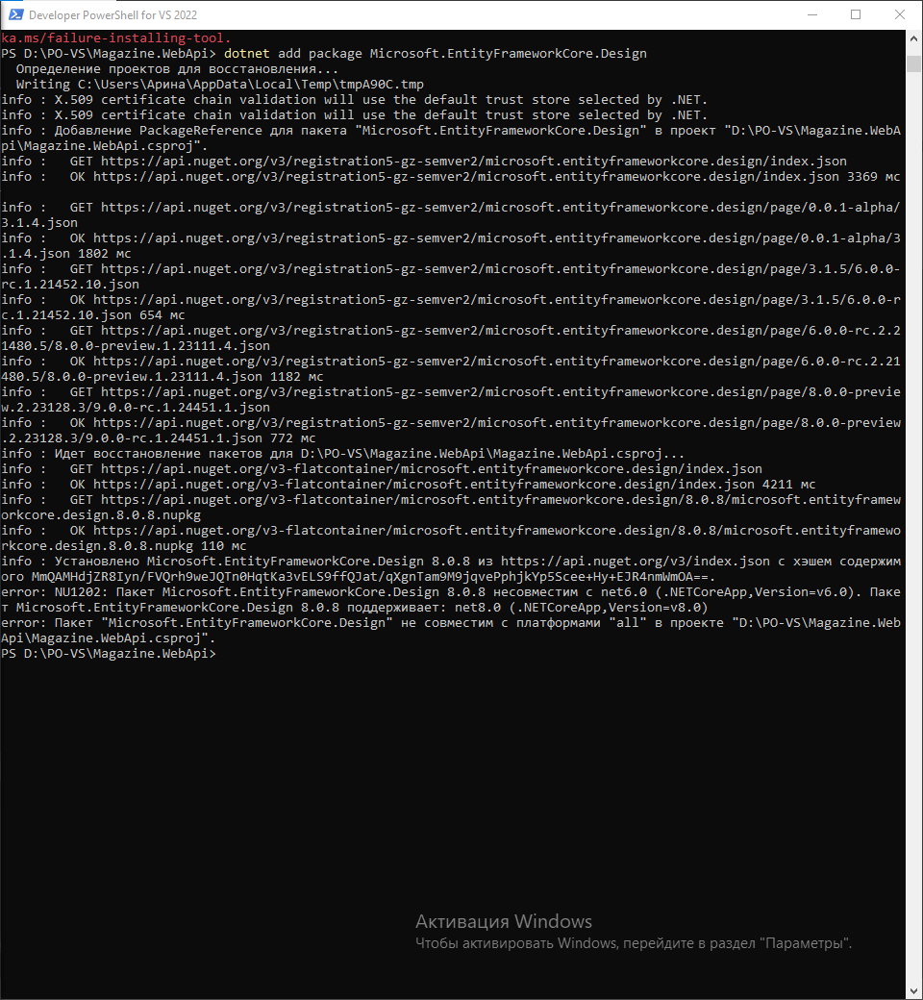 Developer PowerShell for VS 2022
ka.ms/failure-installing-tool.
PS D:\PO-VS\Magazine.WebApi> dotnet add package Microsoft.EntityFrameworkCore.Design
  Определение проектов для восстановления...
  Writing C:\Users\Арина\AppData\Local\Temp\tmpA90C.tmp
info : X.509 certificate chain validation will use the default trust store selected by .NET.
info : X.509 certificate chain validation will use the default trust store selected by .NET.
info : Добавление PackageReference для пакета "Microsoft.EntityFrameworkCore.Design" в проект "D:\PO-VS\Magazine.WebA
pi\Magazine.WebApi.csproj".
info :   GET https://api.nuget.org/v3/registration5-gz-semver2/microsoft.entityframeworkcore.design/index.json
info :   OK https://api.nuget.org/v3/registration5-gz-semver2/microsoft.entityframeworkcore.design/index.json 3369 мс
info :   GET https://api.nuget.org/v3/registration5-gz-semver2/microsoft.entityframeworkcore.design/page/0.0.1-alpha/
3.1.4.json
info :   OK https://api.nuget.org/v3/registration5-gz-semver2/microsoft.entityframeworkcore.design/page/0.0.1-alpha/3
.1.4.json 1802 мс
info :   GET https://api.nuget.org/v3/registration5-gz-semver2/microsoft.entityframeworkcore.design/page/3.1.5/6.0.0-
rc.1.21452.10.json
info :   OK https://api.nuget.org/v3/registration5-gz-semver2/microsoft.entityframeworkcore.design/page/3.1.5/6.0.0-r
c.1.21452.10.json 654 мс
info :   GET https://api.nuget.org/v3/registration5-gz-semver2/microsoft.entityframeworkcore.design/page/6.0.0-rc.2.2
1480.5/8.0.0-preview.1.23111.4.json
info :   OK https://api.nuget.org/v3/registration5-gz-semver2/microsoft.entityframeworkcore.design/page/6.0.0-rc.2.21
480.5/8.0.0-preview.1.23111.4.json 1182 мс
info :   GET https://api.nuget.org/v3/registration5-gz-semver2/microsoft.entityframeworkcore.design/page/8.0.0-previe
w.2.23128.3/9.0.0-rc.1.24451.1.json
info :   OK https://api.nuget.org/v3/registration5-gz-semver2/microsoft.entityframeworkcore.design/page/8.0.0-preview
.2.23128.3/9.0.0-rc.1.24451.1.json 772 мс
info : Идет восстановление пакетов для D:\PO-VS\Magazine.WebApi\Magazine.WebApi.csproj...
info :   GET https://api.nuget.org/v3-flatcontainer/microsoft.entityframeworkcore.design/index.json
info :   OK https://api.nuget.org/v3-flatcontainer/microsoft.entityframeworkcore.design/index.json 4211 мс
info :   GET https://api.nuget.org/v3-flatcontainer/microsoft.entityframeworkcore.design/8.0.8/microsoft.entityframew
orkcore.design.8.0.8.nupkg
info :   OK https://api.nuget.org/v3-flatcontainer/microsoft.entityframeworkcore.design/8.0.8/microsoft.entityframewo
rkcore.design.8.0.8.nupkg 110 мс
info : Установлено Microsoft.EntityFrameworkCore.Design 8.0.8 из https://api.nuget.org/v3/index.json с хэшем содержим
ого MmQAMHdjZR8Iyn/FVQrh9weJQTn0HqtKa3vELS9ffQJat/qXgnTam9M9jqvePphjkYp5Scee+Hy+EJR4nmWmOA==.
error: NU1202: Пакет Microsoft.EntityFrameworkCore.Design 8.0.8 несовместим с net6.0 (.NETCoreApp,Version=v6.0). Паке
т Microsoft.EntityFrameworkCore.Design 8.0.8 поддерживает: net8.0 (.NETCoreApp,Version=v8.0)
error: Пакет "Microsoft.EntityFrameworkCore.Design" не совместим с платформами "all" в проекте "D:\PO-VS\Magazine.Web
Api\Magazine.WebApi.csproj".
PS D:\PO-VS\Magazine.WebApi>
Активация Windows
Чтобы активировать Windows, перейдите в раздел "Параметры".